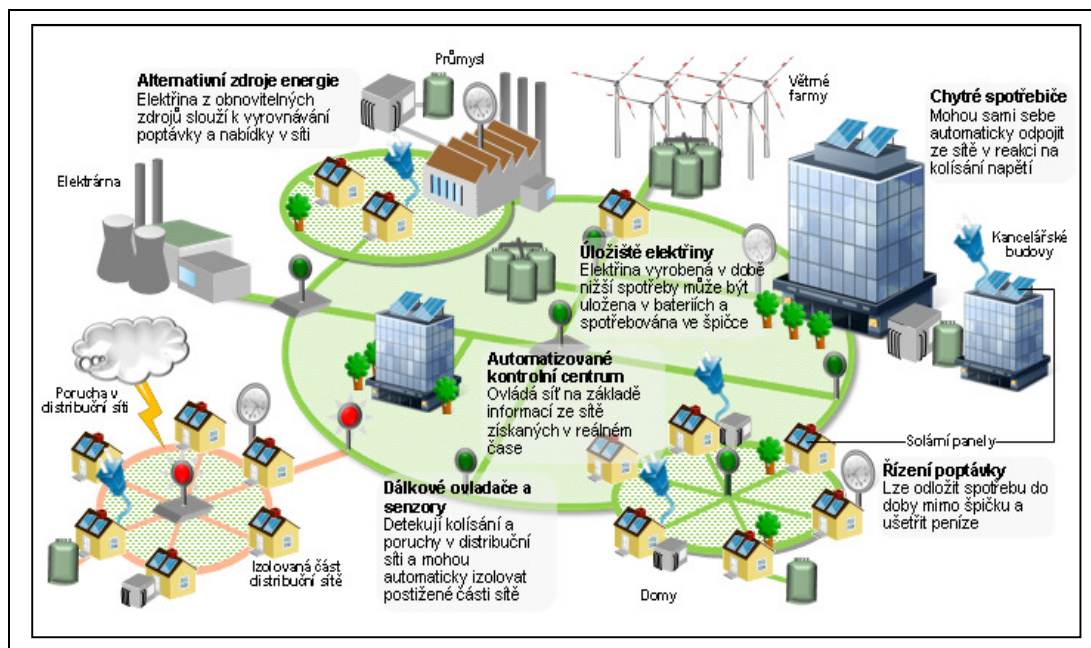 Průmysl
Alternativní zdroje energie
Elektřina z obnovitelných
zdrojů slouží k vyrovnávání
poptávky a nabídky v síti
Větrné
farmy
Chytré spotřebiče
Mohou sami sebe
automaticky odpojit
ze sítě v reakci na
kolísání napětí
Elektrárna
Kancelářské
budovy
Úložiště elektřiny
Elektřina vyrobená v době
nižší spotřeby může být
uložena v bateriích a
spotřebována ve špičce
Automatizované
kontrolní centrum
Ovládá síť na základě
informací ze sítě
získaných v reálném
čase
Porucha v
distribuční síti
Solární panely
Řízení poptávky
Lze odložit spotřebu do
doby mimo špičku a
ušetřit peníze
Dálkové ovladače a
senzory
Detekují kolísání a
poruchy v distribuční
síti a mohou
automaticky izolovat
postižené části sítě
Izolovaná část
distribuční sítě
Domy